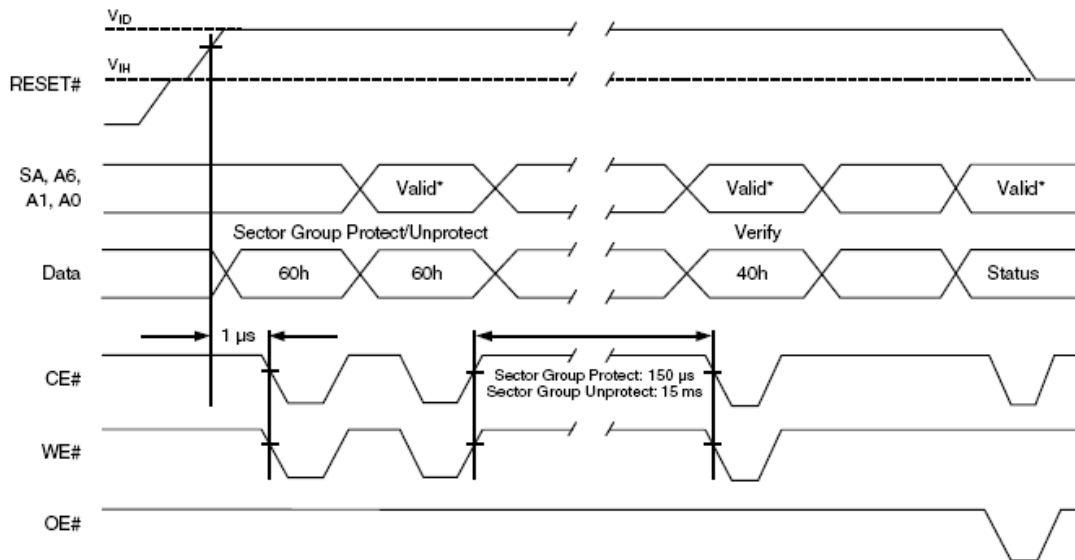 VID
VIH
RESET#
SA, A6,
A1, A0
Valid*
Valid*
Valid*
Sector Group Protect/Unprotect
Verify
Data
60h
60h
40h
Status
1 µs
CE#
Sector Group Protect: 150 µs
Sector Group Unprotect: 15 ms
WE#
OE#